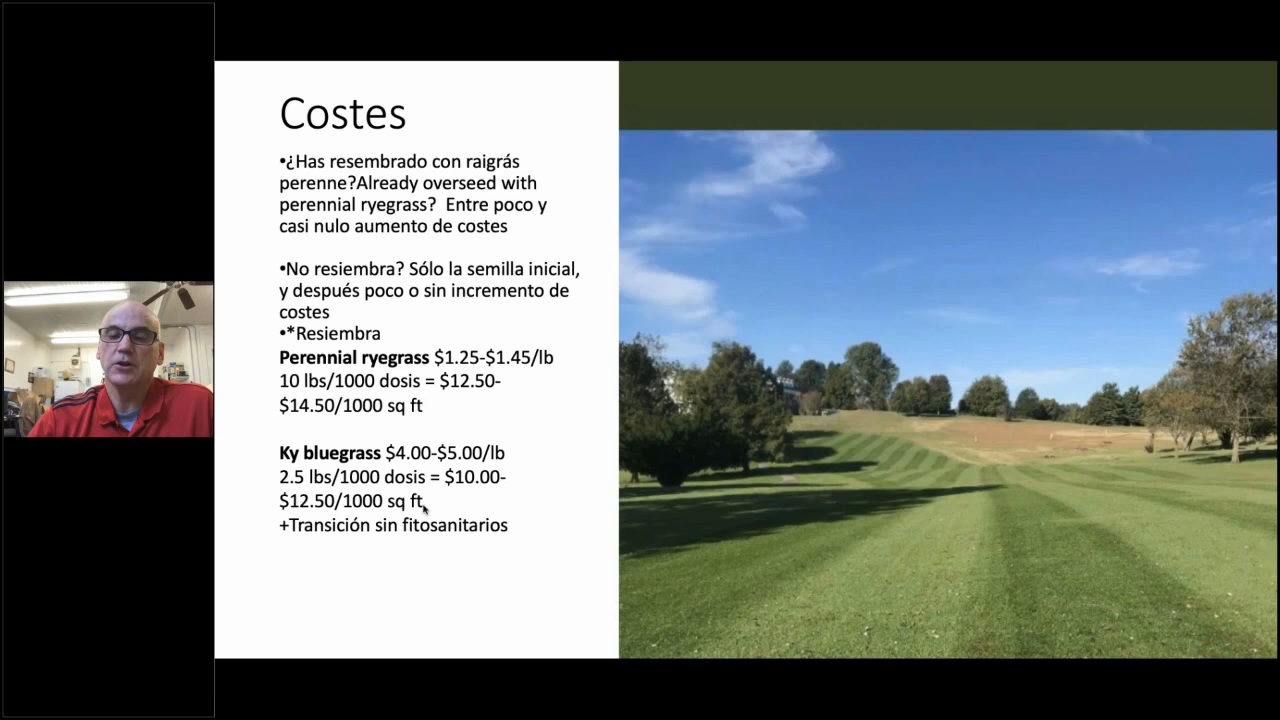 Costes
•¿Has resembrado con raigrás
perenne?Already overseed with
perennial ryegrass?  Entre poco y
casi nulo aumento de costes
•No resiembra? Sólo la semilla inicial,
y después poco o sin incremento de
costes
•*Resiembra
Perennial ryegrass $1.25-$1.45/lb
10 lbs/1000 dosis = $12.50-
$14.50/1000 sq ft
Ky bluegrass $4.00-$5.00/lb
2.5 lbs/1000 dosis = $10.00-
$12.50/1000 sq ft
+Transición sin fitosanitarios